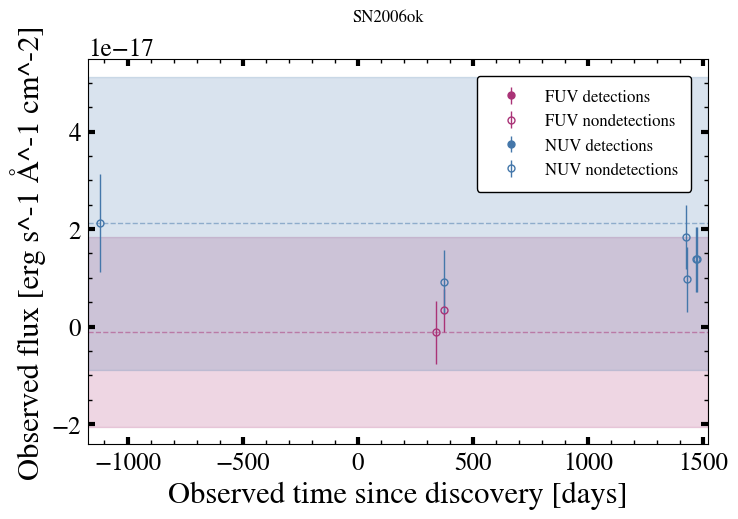 SN2006ok
1e−17
FUV detections
FUV nondetections
NUV detections
NUV nondetections
4
2
0
−2
Observed flux [erg s^-1 Å^-1 cm^-2]
−1000 −500 0 500 1000 1500
Observed time since discovery [days]